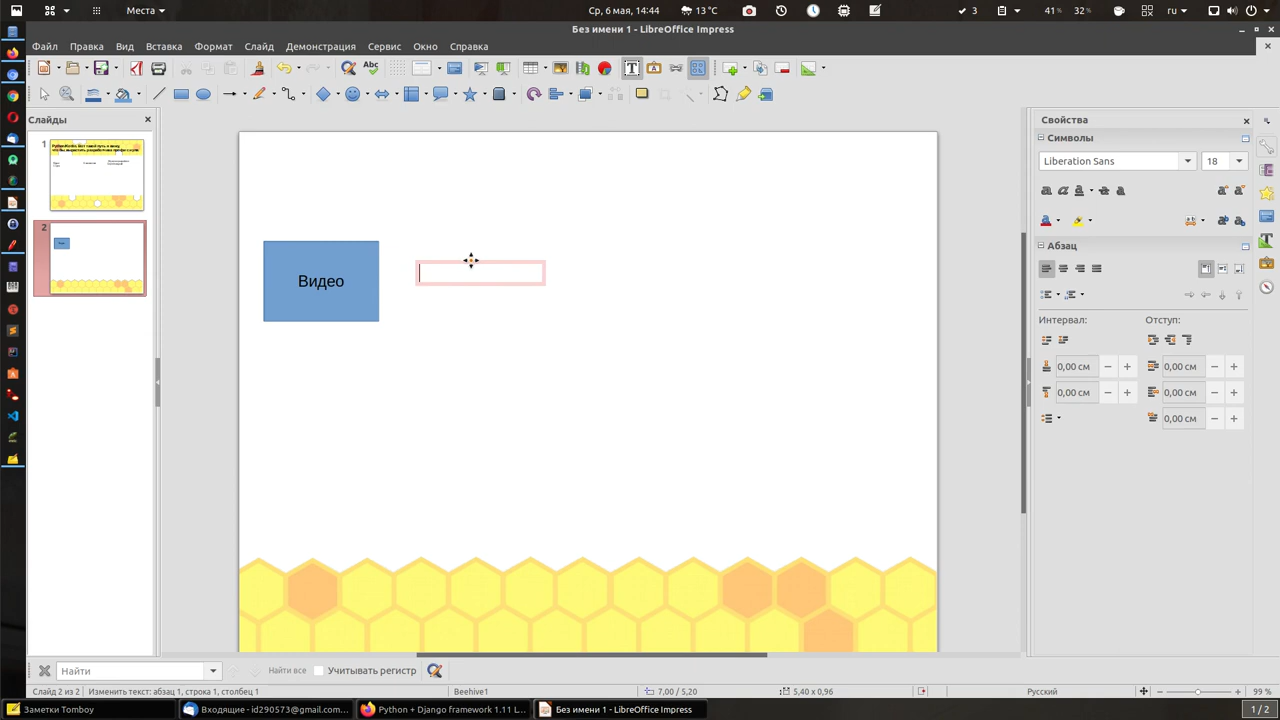 Места
Ср, 6 мая, 14:44
13 °C
3
41%
32%
ru
Без имени 1 - LibreOffice Impress
Файл Правка Вид Вставка Формат Слайд Демонстрация Сервис Окно Справка
Слайды
1
2
Видео
Свойства
Символы
Liberation Sans
18
Абзац
Интервал: Отступ:
0,00 см 0,00 см
0,00 см 0,00 см
0,00 см
Найти
Найти все
Учитывать регистр
Слайд 2 из 2
Изменить текст: абзац 1, строка 1, столбец 1
Beehive1
7,00 / 5,20
5,40 x 0,96
Русский
99 %
Заметки Tomboy
Входящие - id290573@gmail.com...
Python + Django framework 1.11 L...
Без имени 1 - LibreOffice Impress
1 / 2